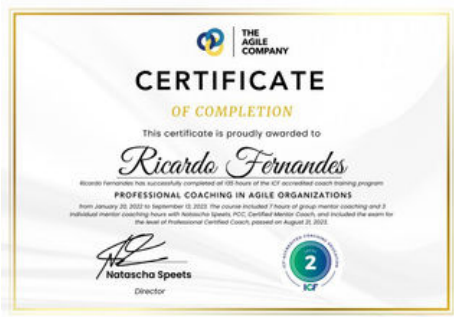 THE
AGILE
COMPANY
CERTIFICATE
OF COMPLETION
This certificate is proudly awarded to
Ricardo Fernandes
Ricardo Fernandes has successfully completed all 135 hours of the ICF accredited coach training program
PROFESSIONAL COACHING IN AGILE ORGANIZATIONS
from January 20, 2022 to September 13, 2023. The course included 7 hours of group mentor coaching and 3
individual mentor coaching hours with Natascha Speets, PCC, Certified Mentor Coach, and included the exam for
the level of Professional Certified Coach, passed on August 21, 2023.
Natascha Speets
Director
2
ICF